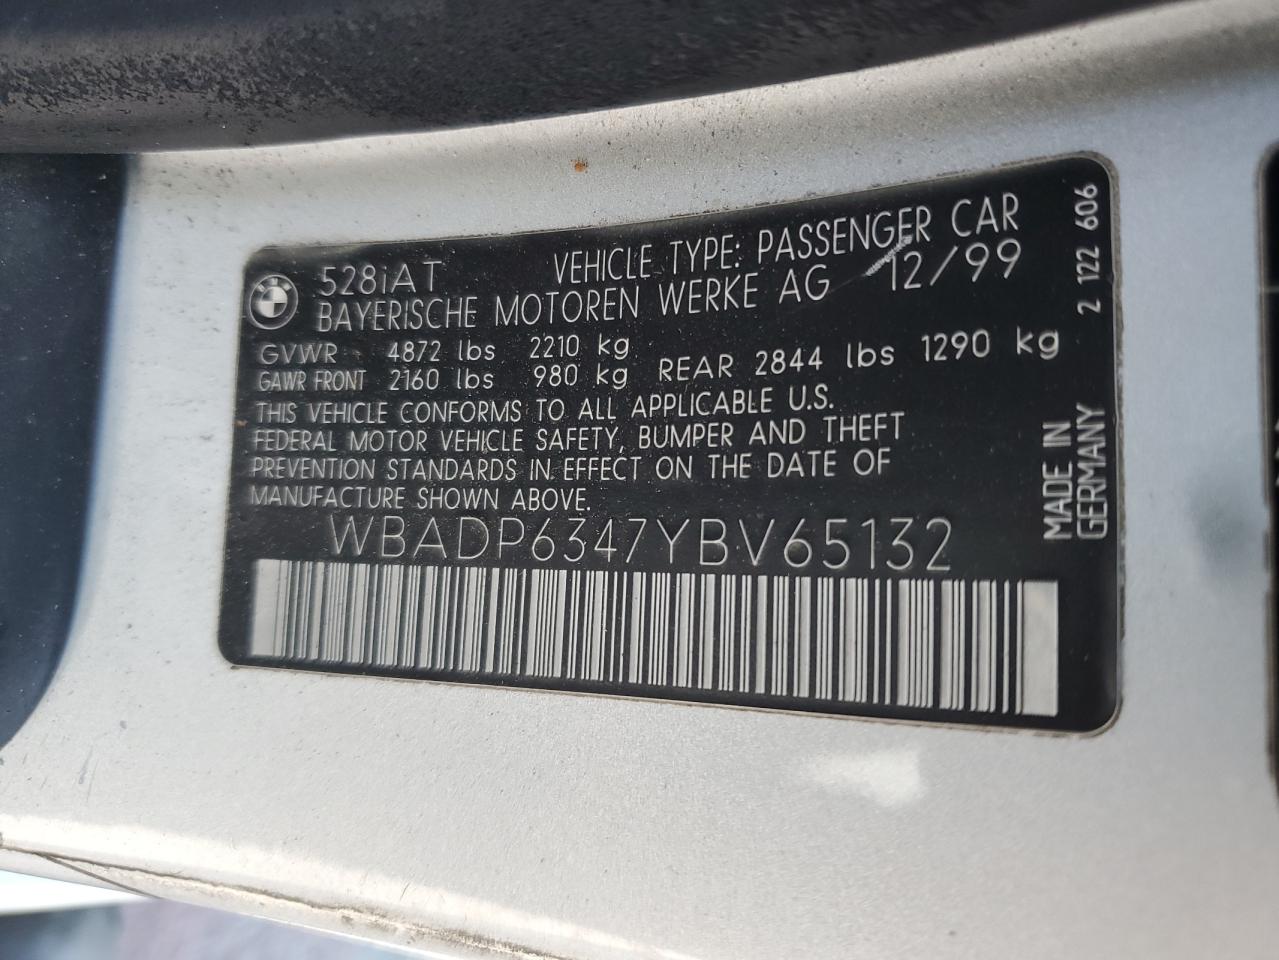 528iAT VEHICLE TYPE: PASSENGER CAR
BAYERISCHE MOTOREN WERKE AG 12/99
GVWR 4872 lbs 2210 kg
GAWR FRONT 2160 lbs 980 kg REAR 2844 lbs 1290 kg
THIS VEHICLE CONFORMS TO ALL APPLICABLE U.S.
FEDERAL MOTOR VEHICLE SAFETY, BUMPER AND THEFT
PREVENTION STANDARDS IN EFFECT ON THE DATE OF
MANUFACTURE SHOWN ABOVE.
WBADP6347YBV65132
2 122 606
MADE IN
GERMANY